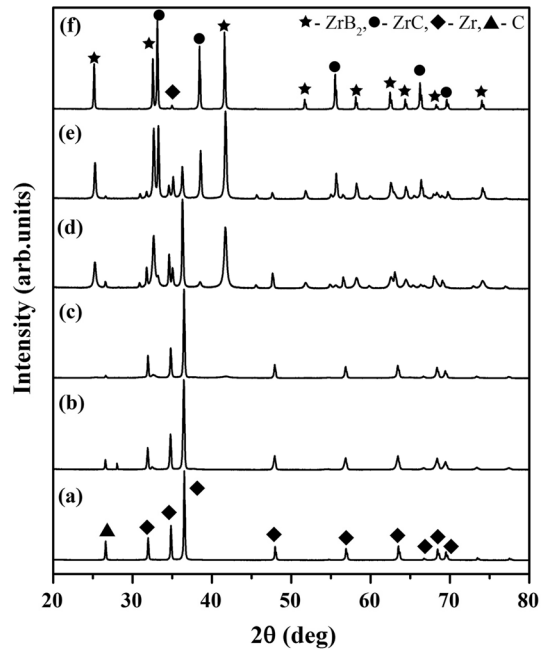 (f)
★- ZrB₂,●- ZrC,◆- Zr,▲- C
(e)
(d)
(c)
(b)
(a)
Intensity (arb.units)
20 30 40 50 60 70 80
2θ (deg)